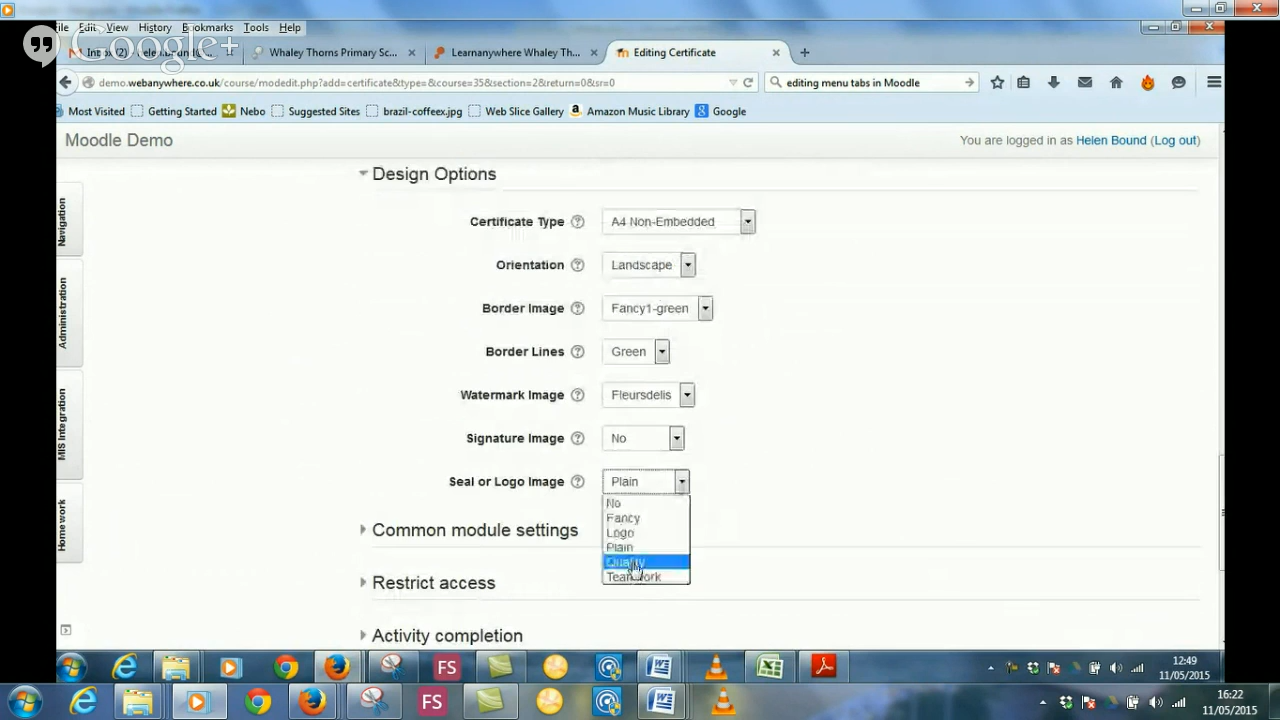 File Edit View History Bookmarks Tools Help
Google+
Whaley Thorns Primary Sc...
Learnanywhere Whaley Th...
Editing Certificate
demo.webanywhere.co.uk/course/modedit.php?add=certificate&type=&course=35&section=2&return=0&sr=0
editing menu tabs in Moodle
Most Visited Getting Started Nebo Suggested Sites brazil-coffeex.jpg Web Slice Gallery Amazon Music Library Google
Moodle Demo
You are logged in as Helen Bound (Log out)
Navigation
Administration
MIS Integration
Homework
Design Options
Certificate Type A4 Non-Embedded
Orientation Landscape
Border Image Fancy1-green
Border Lines Green
Watermark Image Fleursdelis
Signature Image No
Seal or Logo Image Plain
No
Fancy
Logo
Plain
Quality
Teamwork
Common module settings
Restrict access
Activity completion
FS
12:49
11/05/2015
FS
16:22
11/05/2015